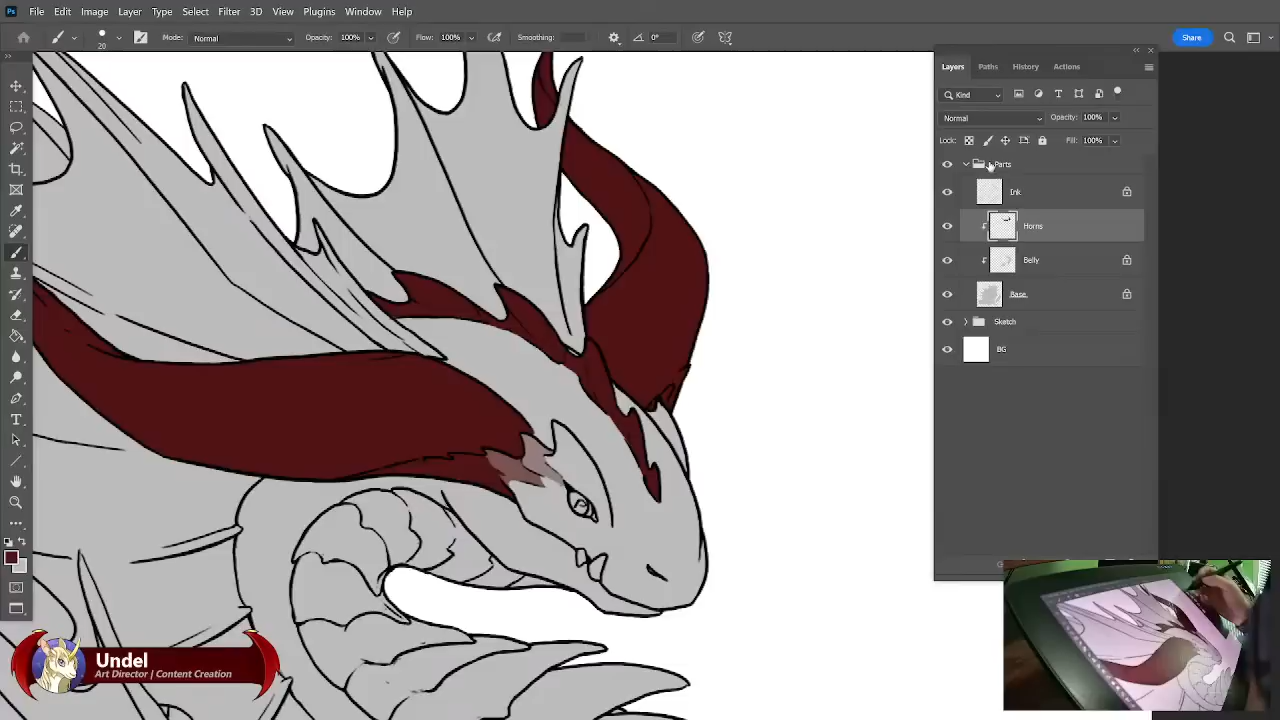 Ps File Edit Image Layer Type Select Filter 3D View Plugins Window Help
20 Mode: Normal Opacity: 100% Flow: 100% Smoothing: 0° Share
Layers Paths History Actions
Kind
Normal Opacity: 100%
Lock: Fill: 100%
Parts
Ink
Horns
Belly
Base
Sketch
BG
Undel
Art Director | Content Creation